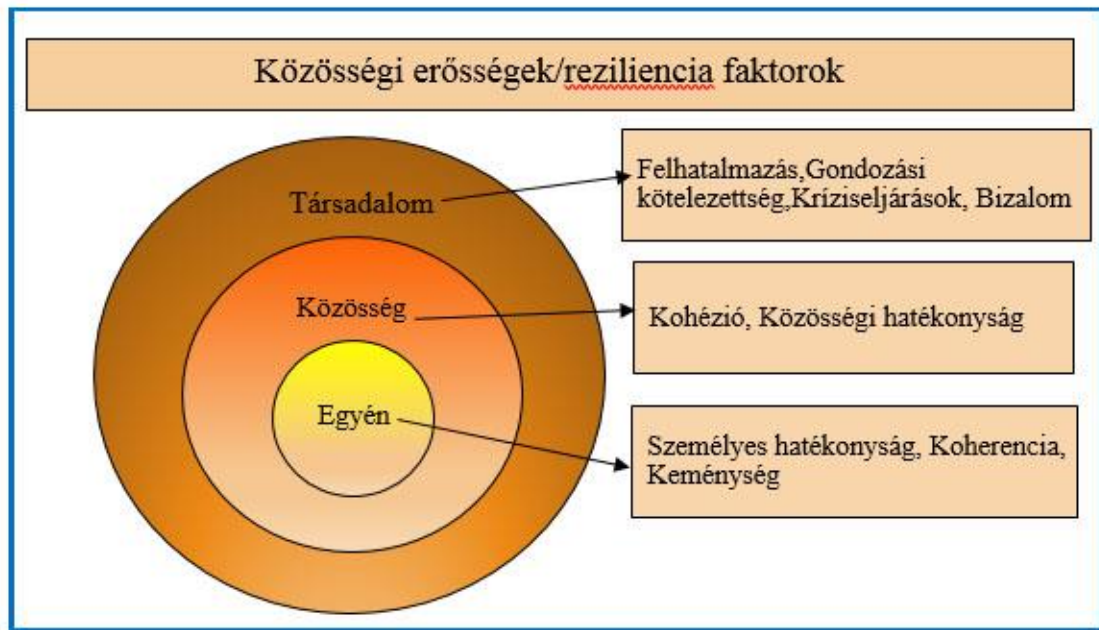 Közösségi erősségek/reziliencia faktorok
Társadalom
Felhatalmazás,Gondozási
kötelezettség,Kríziseljárások, Bizalom
Közösség
Kohézió, Közösségi hatékonyság
Egyén
Személyes hatékonyság, Koherencia,
Keménység